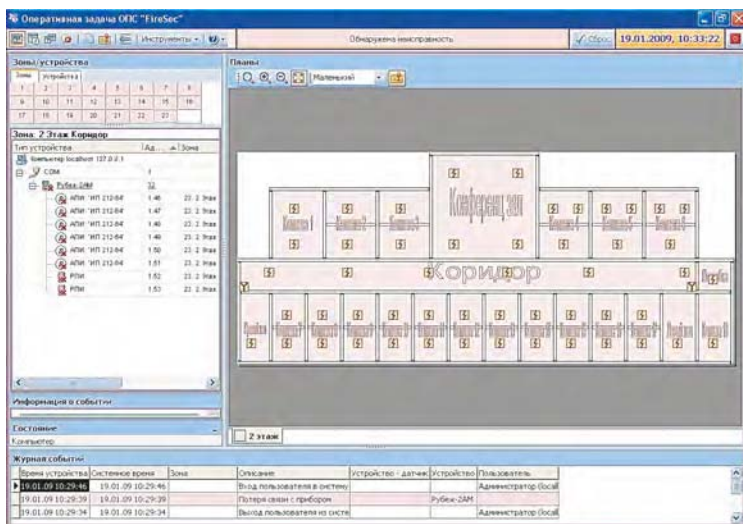 Оперативная задача ОПС "FireSec"
Инструменты
Обнаружена неисправность
Сброс
19.01.2009, 10:33:22
Зоны/устройства
Зоны Устройства
1 2 3 4 5 6 7 8
9 10 11 12 13 14 15 16
17 18 19 20 21 22 23
Зона: 2 Этаж Коридор
Тип устройства Ад... Зона
Компьютер localhost 127.0.0.1
COM 1
Рубеж-2АМ 32
АПИ "ИП 212-64" 1.46 23. 2 Этаж
АПИ "ИП 212-64" 1.47 23. 2 Этаж
АПИ "ИП 212-64" 1.48 23. 2 Этаж
АПИ "ИП 212-64" 1.49 23. 2 Этаж
АПИ "ИП 212-64" 1.50 23. 2 Этаж
АПИ "ИП 212-64" 1.51 23. 2 Этаж
РПИ 1.52 23. 2 Этаж
РПИ 1.53 23. 2 Этаж
Информация о событии
Состояние
Компьютер
Планы
Маленький
Конференц зал
Коридор
2 этаж
Журнал событий
Время устройства Системное время Зона Описание Устройство - датчик Устройство Пользователь
19.01.09 10:29:46 19.01.09 10:29:46 Вход пользователя в систему Администратор (local
19.01.09 10:29:39 19.01.09 10:29:39 Потеря связи с прибором Рубеж-2АМ
19.01.09 10:29:34 19.01.09 10:29:34 Выход пользователя из систе Администратор (local